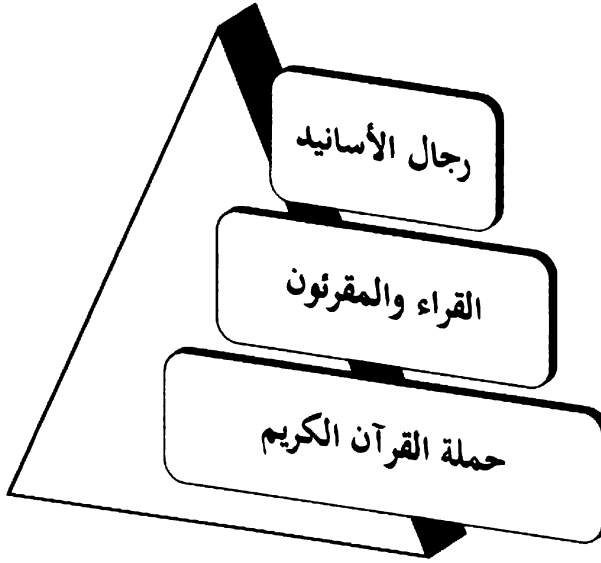 رجال الأسانيد
القراء والمقرئون
حملة القرآن الكريم